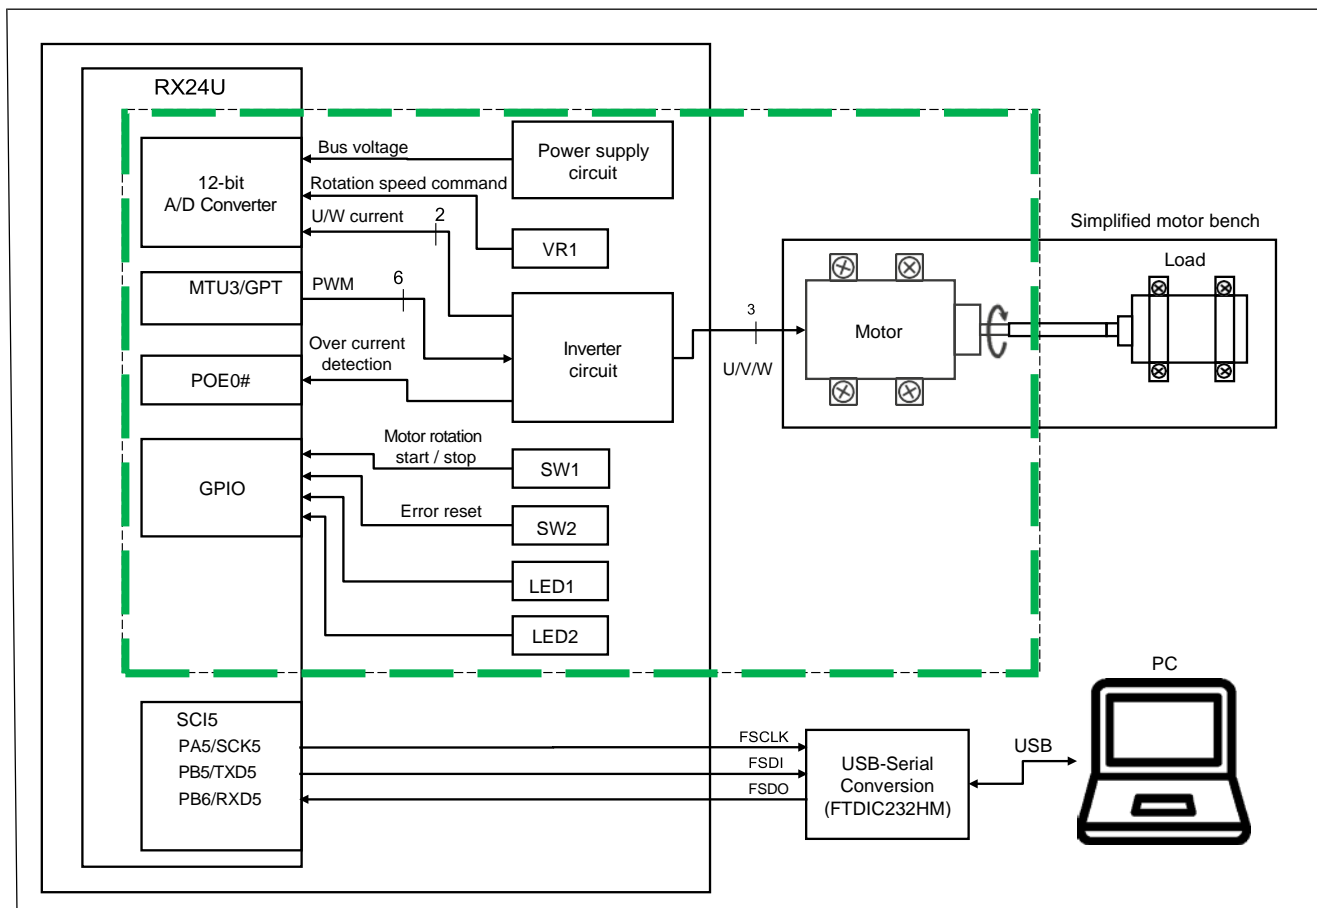 RX24U
12-bit
A/D Converter
Bus voltage
Rotation speed command
U/W current
2
Power supply
circuit
VR1
MTU3/GPT
PWM
6
Over current
detection
POE0#
Inverter
circuit
3
U/V/W
Simplified motor bench
Motor
Load
GPIO
Motor rotation
start / stop
SW1
Error reset
SW2
LED1
LED2
SCI5
PA5/SCK5
PB5/TXD5
PB6/RXD5
FSCLK
FSDI
FSDO
USB-Serial
Conversion
(FTDIC232HM)
USB
PC